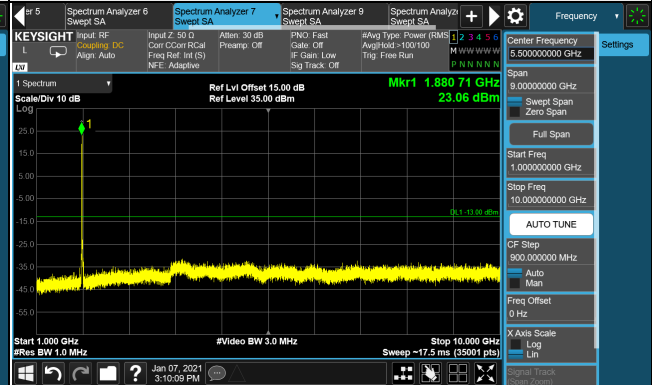 er 5
Spectrum Analyzer 6
Swept SA
Spectrum Analyzer 7
Swept SA
Spectrum Analyzer 9
Swept SA
Spectrum Analyze
Swept SA
Frequency
KEYSIGHT
L
LXI
Input: RF
Coupling: DC
Align: Auto
Input Z: 50 Ω
Corr CCorr RCal
Freq Ref: Int (S)
NFE: Adaptive
Atten: 30 dB
Preamp: Off
PNO: Fast
Gate: Off
IF Gain: Low
Sig Track: Off
#Avg Type: Power (RMS
Avg|Hold:>100/100
Trig: Free Run
1 2 3 4 5 6
M W W W W W
P N N N N N
1 Spectrum
Scale/Div 10 dB
Ref Lvl Offset 15.00 dB
Ref Level 35.00 dBm
Mkr1 1.880 71 GHz
23.06 dBm
Log
1
25.0
15.0
5.00
-5.00
-15.0
-25.0
-35.0
-45.0
-55.0
DL1 -13.00 dBm
Start 1.000 GHz
#Res BW 1.0 MHz
#Video BW 3.0 MHz
Stop 10.000 GHz
Sweep ~17.5 ms (35001 pts)
Center Frequency
5.500000000 GHz
Settings
Span
9.00000000 GHz
Swept Span
Zero Span
Full Span
Start Freq
1.000000000 GHz
Stop Freq
10.000000000 GHz
AUTO TUNE
CF Step
900.000000 MHz
Auto
Man
Freq Offset
0 Hz
X Axis Scale
Log
Lin
Signal Track
(Span Zoom)
?
Jan 07, 2021
3:10:09 PM